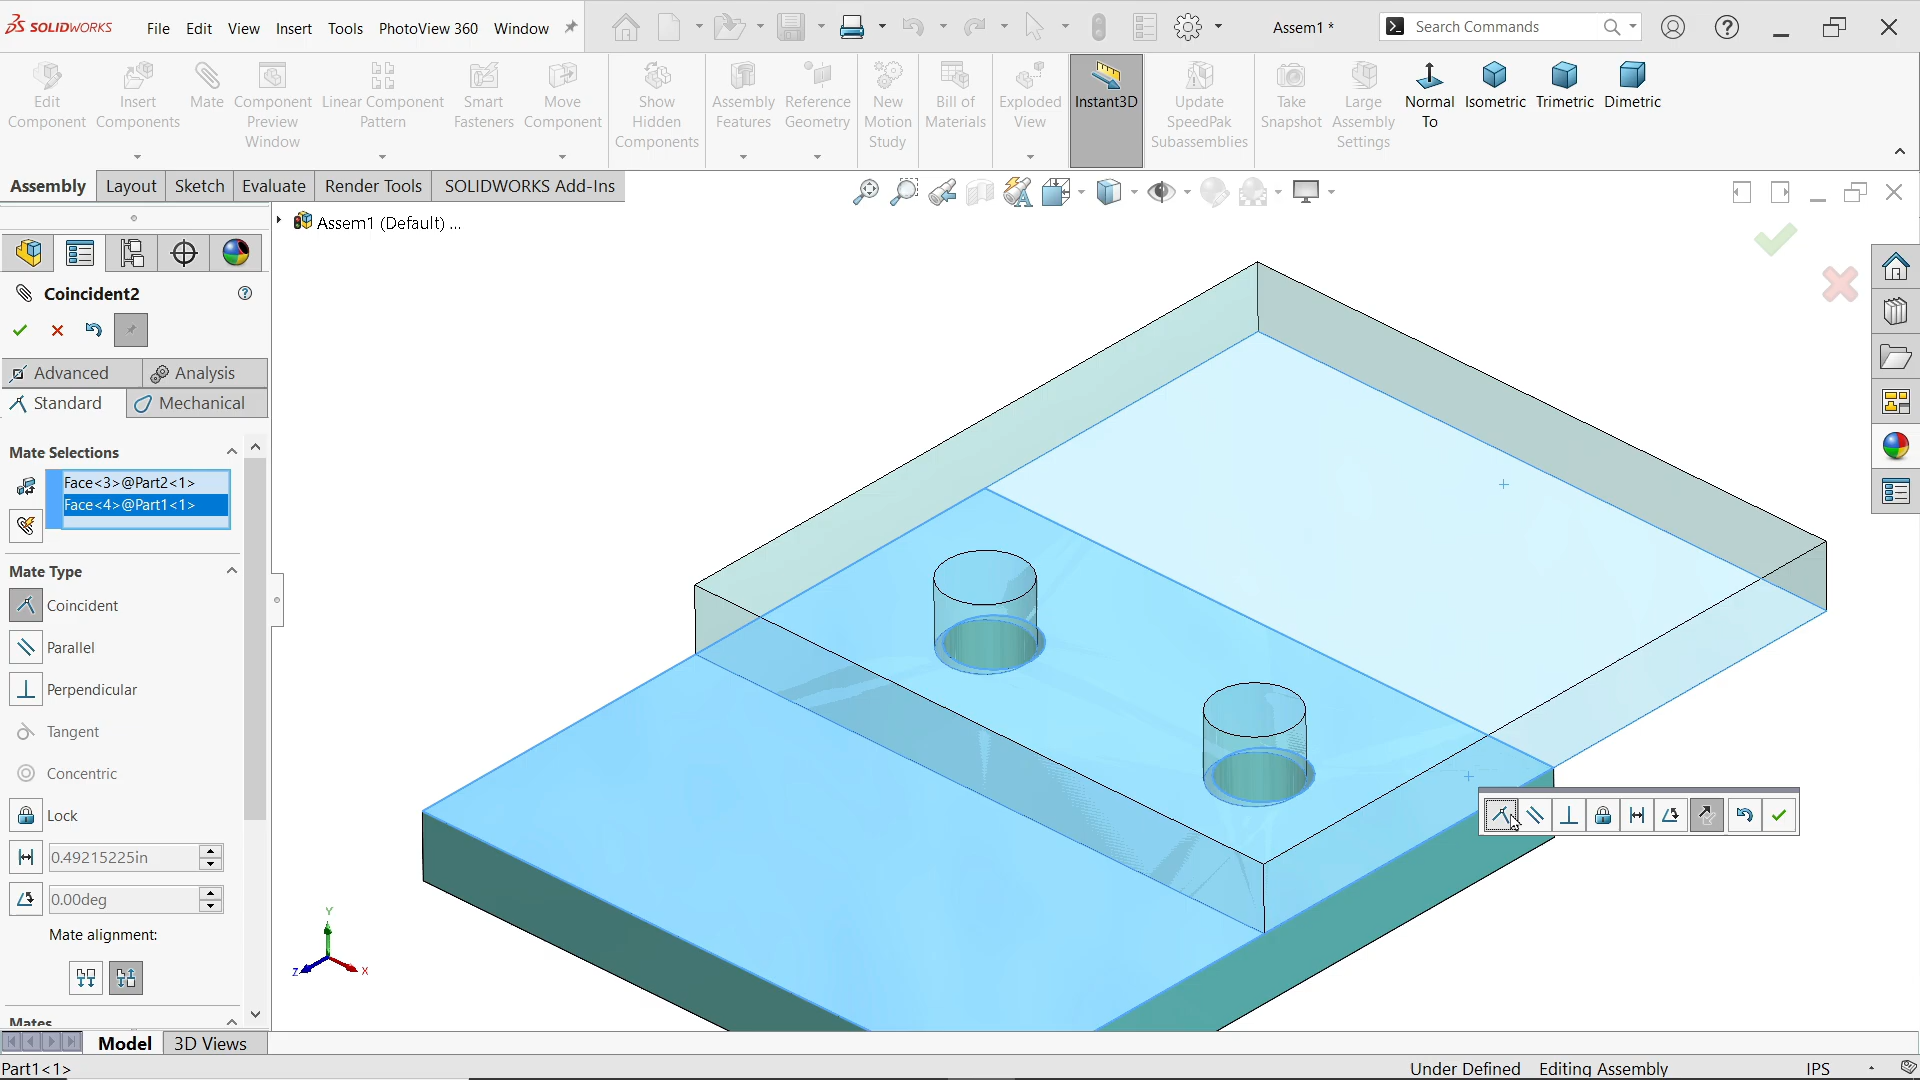 SOLIDWORKS File Edit View Insert Tools PhotoView 360 Window
Assem1 *
Search Commands
Edit Component
Insert Components
Mate
Component Preview Window
Linear Component Pattern
Smart Fasteners
Move Component
Show Hidden Components
Assembly Features
Reference Geometry
New Motion Study
Bill of Materials
Exploded View
Instant3D
Update SpeedPak Subassemblies
Take Snapshot
Large Assembly Settings
Normal To
Isometric
Trimetric
Dimetric
Assembly Layout Sketch Evaluate Render Tools SOLIDWORKS Add-Ins
Assem1 (Default) ...
Coincident2
Advanced Analysis
Standard Mechanical
Mate Selections
Face<3>@Part2<1>
Face<4>@Part1<1>
Mate Type
Coincident
Parallel
Perpendicular
Tangent
Concentric
Lock
0.49215225in
0.00deg
Mate alignment:
Mates
Y
Z
X
Model 3D Views
Part1<1>
Under Defined Editing Assembly IPS